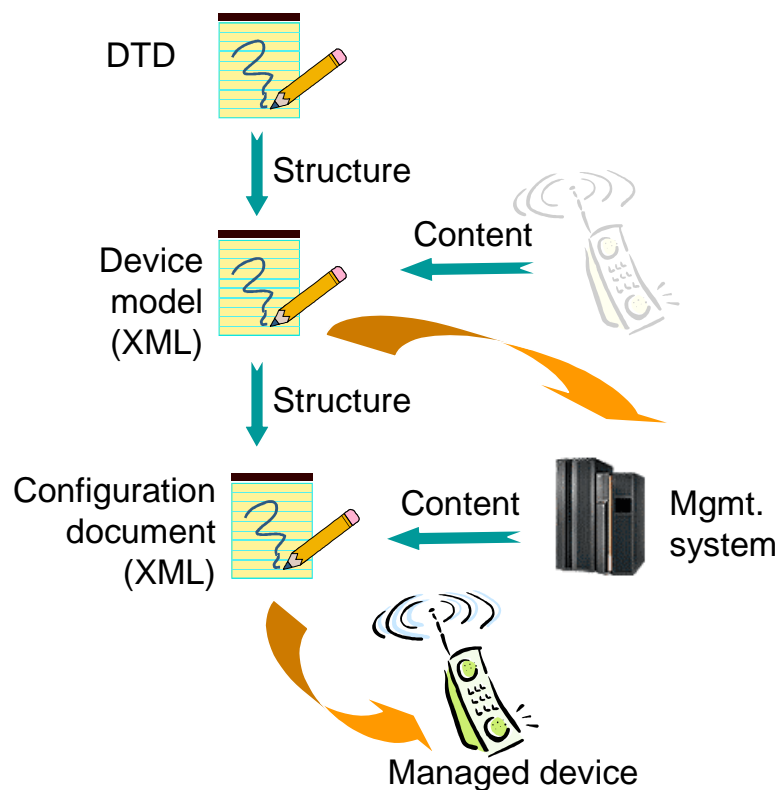 DTD
Structure
Content
Device
model
(XML)
Structure
Configuration
document
(XML)
Content
Mgmt.
system
Managed device